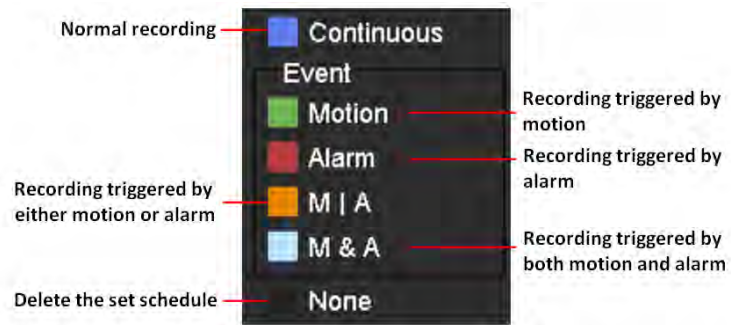 Normal recording
Continuous
Event
Motion
Recording triggered by
motion
Alarm
Recording triggered by
alarm
Recording triggered by
either motion or alarm
M | A
M & A
Recording triggered by
both motion and alarm
Delete the set schedule
None